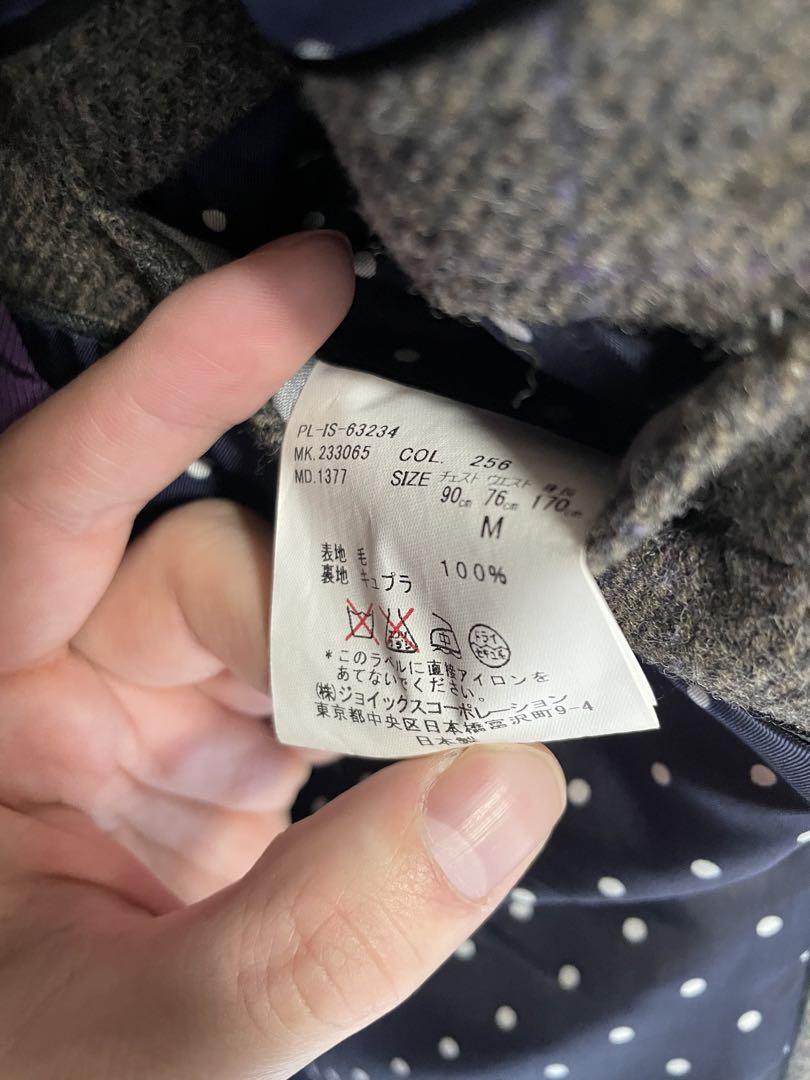 PL-IS-63234
MK.233065 COL. 256
MD.1377 SIZE チェスト ウエスト 身長
90cm 76cm 170cm
M
表地 毛
裏地 キュプラ 100%
ドライ
セキユ系
*このラベルに直接アイロンを
あてないでください。
(株)ジョイックスコーポレーション
東京都中央区日本橋富沢町9-4
日本製